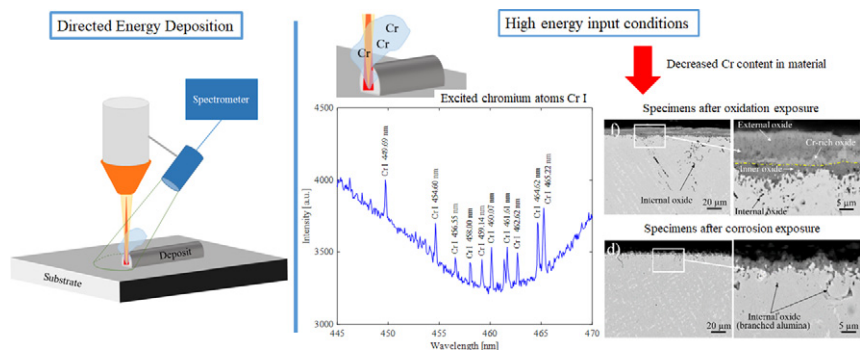 Directed Energy Deposition
Spectrometer
Deposit
Substrate
High energy input conditions
Cr
Cr
Cr
Decreased Cr content in material
Excited chromium atoms Cr I
4500
4000
3500
3000
Intensity [a.u.]
Cr I 449.69 nm
Cr I 454.60 nm
Cr I 456.55 nm
Cr I 458.00 nm
Cr I 459.14 nm
Cr I 460.07 nm
Cr I 461.61 nm
Cr I 462.62 nm
Cr I 464.62 nm
Cr I 465.22 nm
445
450
455
460
465
470
Wavelength [nm]
Specimens after oxidation exposure
f)
Internal oxide
20 μm
External oxide
Cr-rich oxide
Inner oxide
Internal oxide
5 μm
Specimens after corrosion exposure
d)
20 μm
Internal oxide
(branched alumina)
5 μm